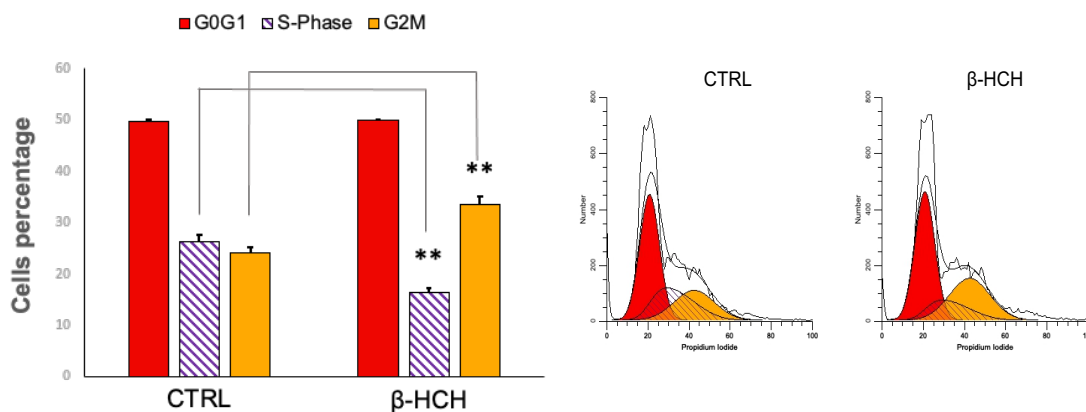 G0G1 S-Phase G2M
60
50
40
30
20
10
0
Cells percentage
**
**
CTRL β-HCH
CTRL
800
600
400
200
0
Number
0 20 40 60 80 100
Propidium Iodide
β-HCH
800
600
400
200
0
Number
0 20 40 60 80 100
Propidium Iodide